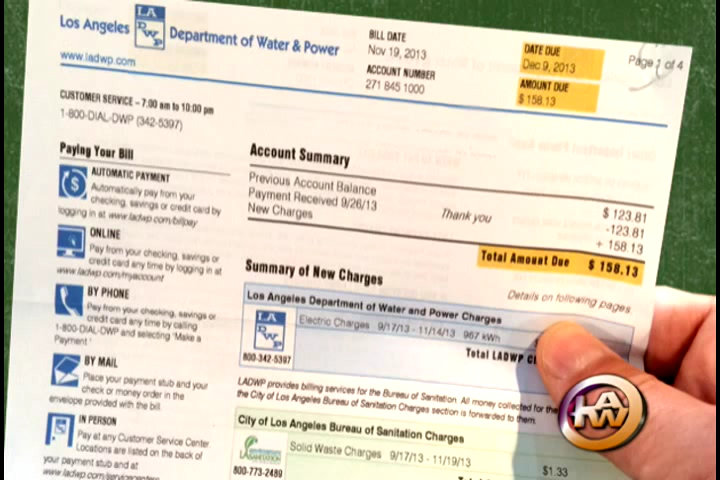 Los Angeles
LA
DWP
Department of Water & Power
www.ladwp.com
BILL DATE
Nov 19, 2013
ACCOUNT NUMBER
271 845 1000
DATE DUE
Dec 9, 2013
AMOUNT DUE
$ 158.13
Page 1 of 4
CUSTOMER SERVICE – 7:00 am to 10:00 pm
1-800-DIAL-DWP (342-5397)
Paying Your Bill
AUTOMATIC PAYMENT
Automatically pay from your
checking, savings or credit card by
logging in at www.ladwp.com/billpay
ONLINE
Pay from your checking, savings or
credit card any time by logging in at
www.ladwp.com/myaccount
BY PHONE
Pay from your checking, savings or
credit card any time by calling
1-800-DIAL-DWP and selecting "Make a
Payment."
BY MAIL
Place your payment stub and your
check or money order in the
envelope provided with the bill.
IN PERSON
Pay at any Customer Service Center
Locations are listed on the back of
your payment stub and at
Account Summary
Previous Account Balance $ 123.81
Payment Received 9/26/13 Thank you -123.81
New Charges + 158.13
Total Amount Due $ 158.13
Summary of New Charges
Details on following pages
Los Angeles Department of Water and Power Charges
LA
DWP
800-342-5397
Electric Charges 9/17/13 - 11/14/13 967 kWh
Total LADWP
LADWP provides billing services for the Bureau of Sanitation. All money collected for the
the City of Los Angeles Bureau of Sanitation Charges section is forwarded to them.
City of Los Angeles Bureau of Sanitation Charges
LA SANITATION
800-773-2489
Solid Waste Charges 9/17/13 - 11/19/13
$1.33